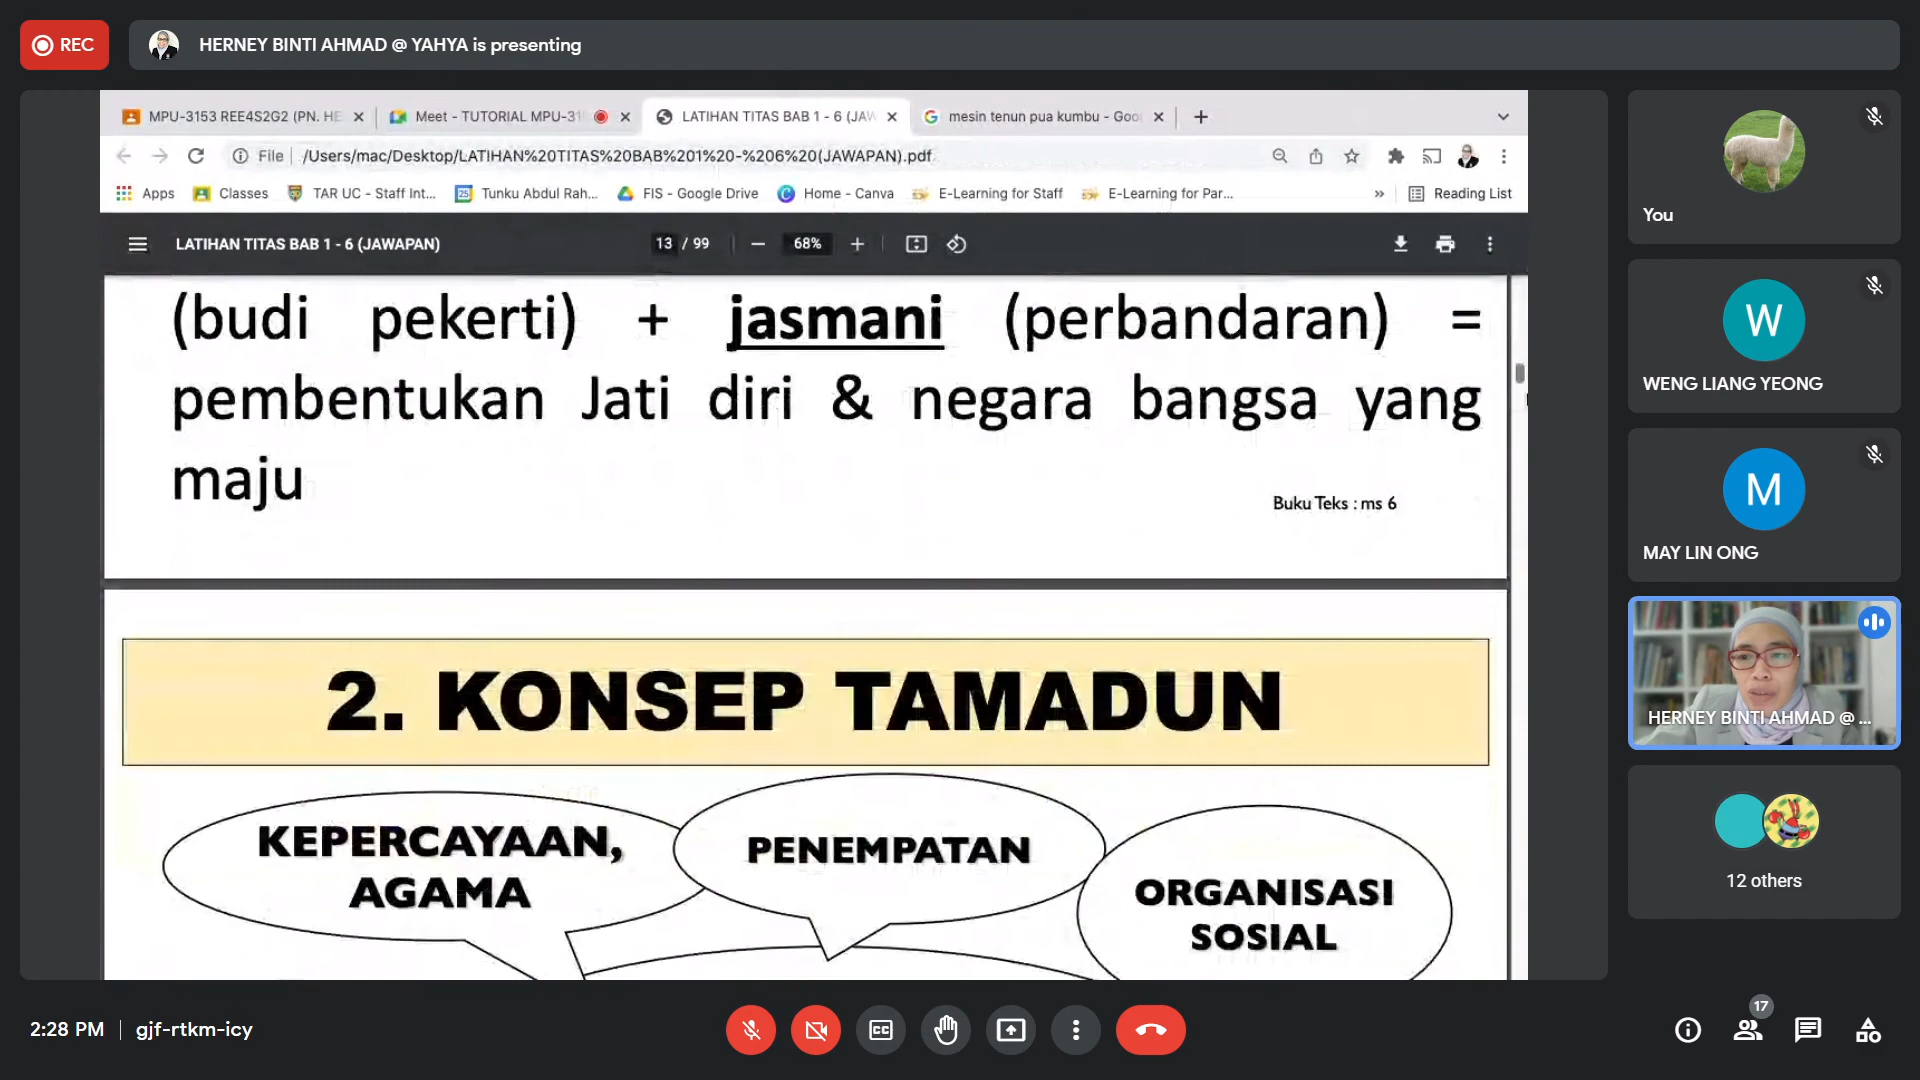 REC
HERNEY BINTI AHMAD @ YAHYA is presenting
MPU-3153 REE4S2G2 (PN. HE
Meet - TUTORIAL MPU-31
LATIHAN TITAS BAB 1 - 6 (JAW
mesin tenun pua kumbu - Goo
File
/Users/mac/Desktop/LATIHAN%20TITAS%20BAB%201%20-%206%20(JAWAPAN).pdf
Apps
Classes
TAR UC - Staff Int...
25
Tunku Abdul Rah...
FIS - Google Drive
C
Home - Canva
E-Learning for Staff
E-Learning for Par...
»
Reading List
LATIHAN TITAS BAB 1 - 6 (JAWAPAN)
13 / 99
68%
(budi pekerti) + jasmani (perbandaran) =
pembentukan Jati diri & negara bangsa yang
maju
Buku Teks : ms 6
2. KONSEP TAMADUN
KEPERCAYAAN,
AGAMA
PENEMPATAN
ORGANISASI
SOSIAL
You
W
WENG LIANG YEONG
M
MAY LIN ONG
HERNEY BINTI AHMAD @ ...
12 others
2:28 PM
gjf-rtkm-icy
CC
17